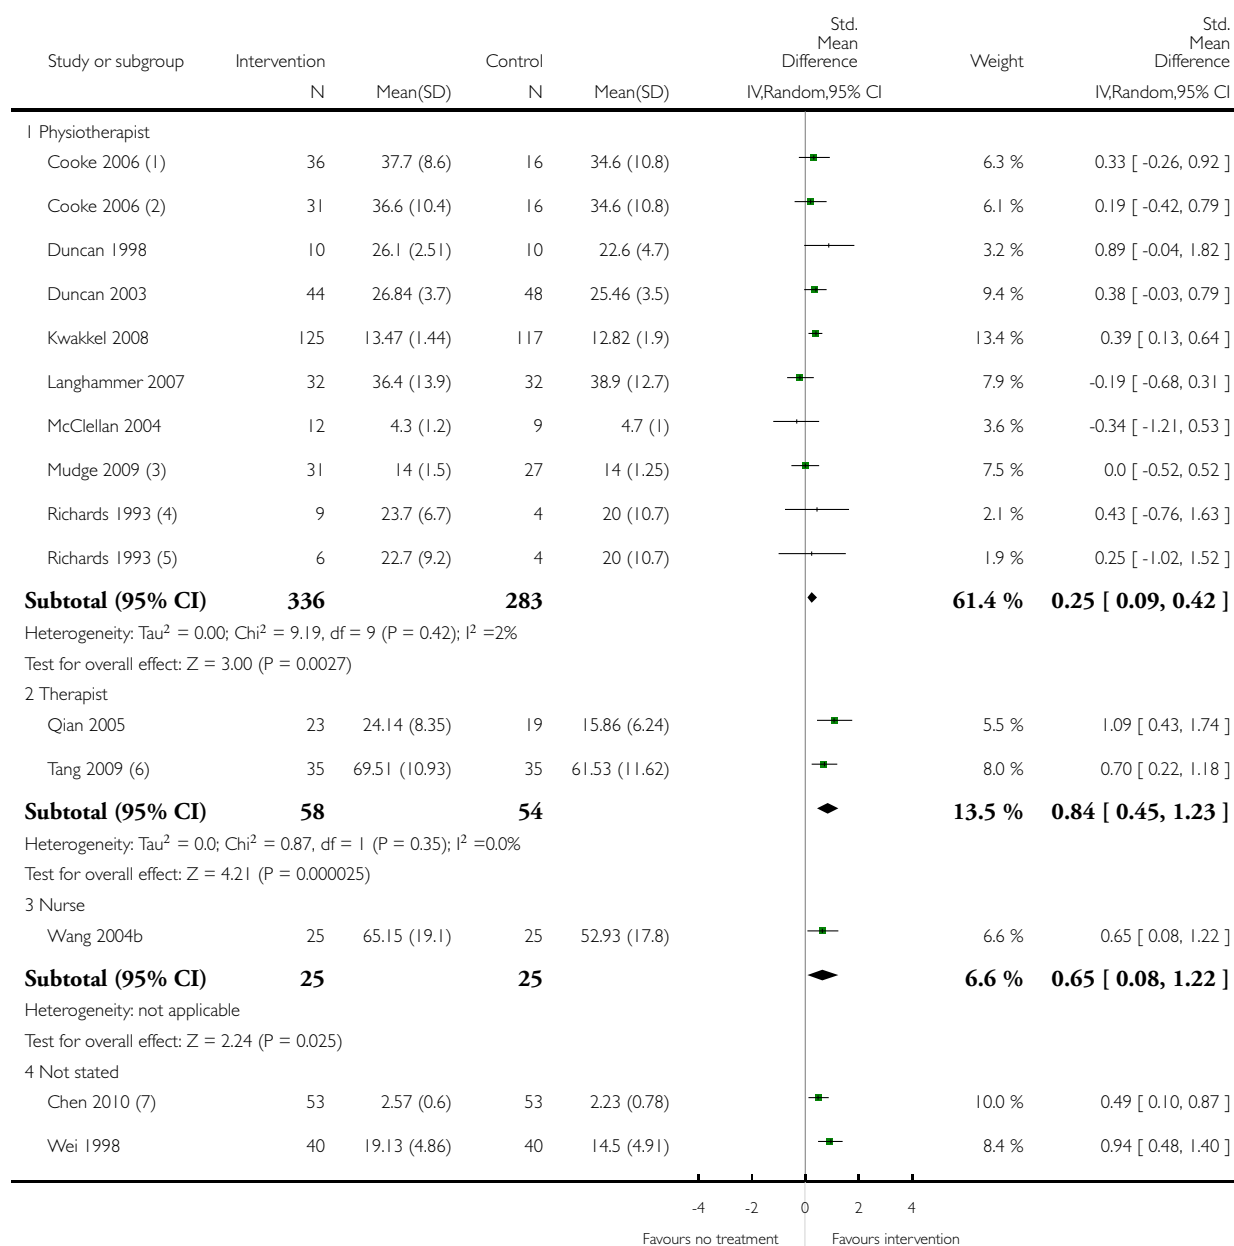 Std. Mean Difference Std. Mean Difference
Study or subgroup Intervention Control Weight
N Mean(SD) N Mean(SD) IV,Random,95% CI IV,Random,95% CI
1 Physiotherapist
Cooke 2006 (1) 36 37.7 (8.6) 16 34.6 (10.8) 6.3 % 0.33 [ -0.26, 0.92 ]
Cooke 2006 (2) 31 36.6 (10.4) 16 34.6 (10.8) 6.1 % 0.19 [ -0.42, 0.79 ]
Duncan 1998 10 26.1 (2.51) 10 22.6 (4.7) 3.2 % 0.89 [ -0.04, 1.82 ]
Duncan 2003 44 26.84 (3.7) 48 25.46 (3.5) 9.4 % 0.38 [ -0.03, 0.79 ]
Kwakkel 2008 125 13.47 (1.44) 117 12.82 (1.9) 13.4 % 0.39 [ 0.13, 0.64 ]
Langhammer 2007 32 36.4 (13.9) 32 38.9 (12.7) 7.9 % -0.19 [ -0.68, 0.31 ]
McClellan 2004 12 4.3 (1.2) 9 4.7 (1) 3.6 % -0.34 [ -1.21, 0.53 ]
Mudge 2009 (3) 31 14 (1.5) 27 14 (1.25) 7.5 % 0.0 [ -0.52, 0.52 ]
Richards 1993 (4) 9 23.7 (6.7) 4 20 (10.7) 2.1 % 0.43 [ -0.76, 1.63 ]
Richards 1993 (5) 6 22.7 (9.2) 4 20 (10.7) 1.9 % 0.25 [ -1.02, 1.52 ]
Subtotal (95% CI) 336 283 61.4 % 0.25 [ 0.09, 0.42 ]
Heterogeneity: Tau² = 0.00; Chi² = 9.19, df = 9 (P = 0.42); I² =2%
Test for overall effect: Z = 3.00 (P = 0.0027)
2 Therapist
Qian 2005 23 24.14 (8.35) 19 15.86 (6.24) 5.5 % 1.09 [ 0.43, 1.74 ]
Tang 2009 (6) 35 69.51 (10.93) 35 61.53 (11.62) 8.0 % 0.70 [ 0.22, 1.18 ]
Subtotal (95% CI) 58 54 13.5 % 0.84 [ 0.45, 1.23 ]
Heterogeneity: Tau² = 0.0; Chi² = 0.87, df = 1 (P = 0.35); I² =0.0%
Test for overall effect: Z = 4.21 (P = 0.000025)
3 Nurse
Wang 2004b 25 65.15 (19.1) 25 52.93 (17.8) 6.6 % 0.65 [ 0.08, 1.22 ]
Subtotal (95% CI) 25 25 6.6 % 0.65 [ 0.08, 1.22 ]
Heterogeneity: not applicable
Test for overall effect: Z = 2.24 (P = 0.025)
4 Not stated
Chen 2010 (7) 53 2.57 (0.6) 53 2.23 (0.78) 10.0 % 0.49 [ 0.10, 0.87 ]
Wei 1998 40 19.13 (4.86) 40 14.5 (4.91) 8.4 % 0.94 [ 0.48, 1.40 ]
-4 -2 0 2 4
Favours no treatment Favours intervention